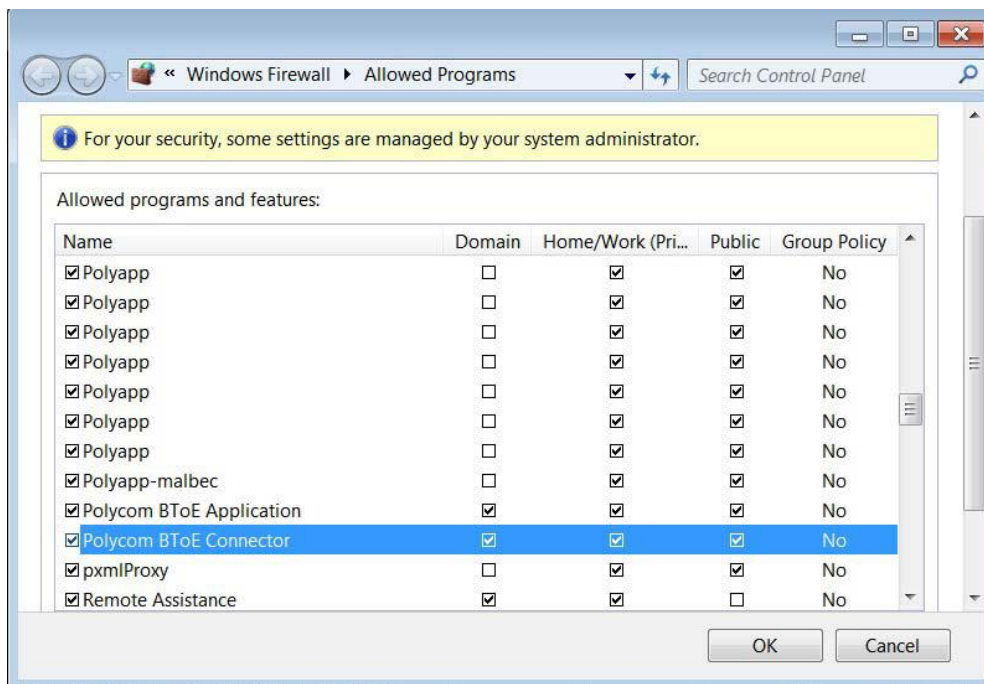 « Windows Firewall ▸ Allowed Programs Search Control Panel
For your security, some settings are managed by your system administrator.
Allowed programs and features:
Name Domain Home/Work (Pri... Public Group Policy
Polyapp No
Polyapp No
Polyapp No
Polyapp No
Polyapp No
Polyapp No
Polyapp No
Polyapp-malbec No
Polycom BToE Application No
Polycom BToE Connector No
pxmlProxy No
Remote Assistance No
OK Cancel